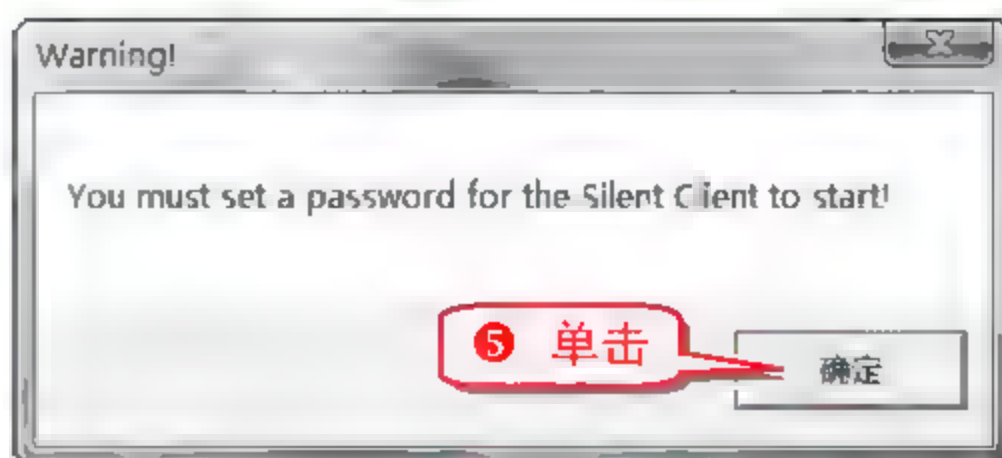 Warning!
You must set a password for the Silent Client to start!
❺ 单击
确定